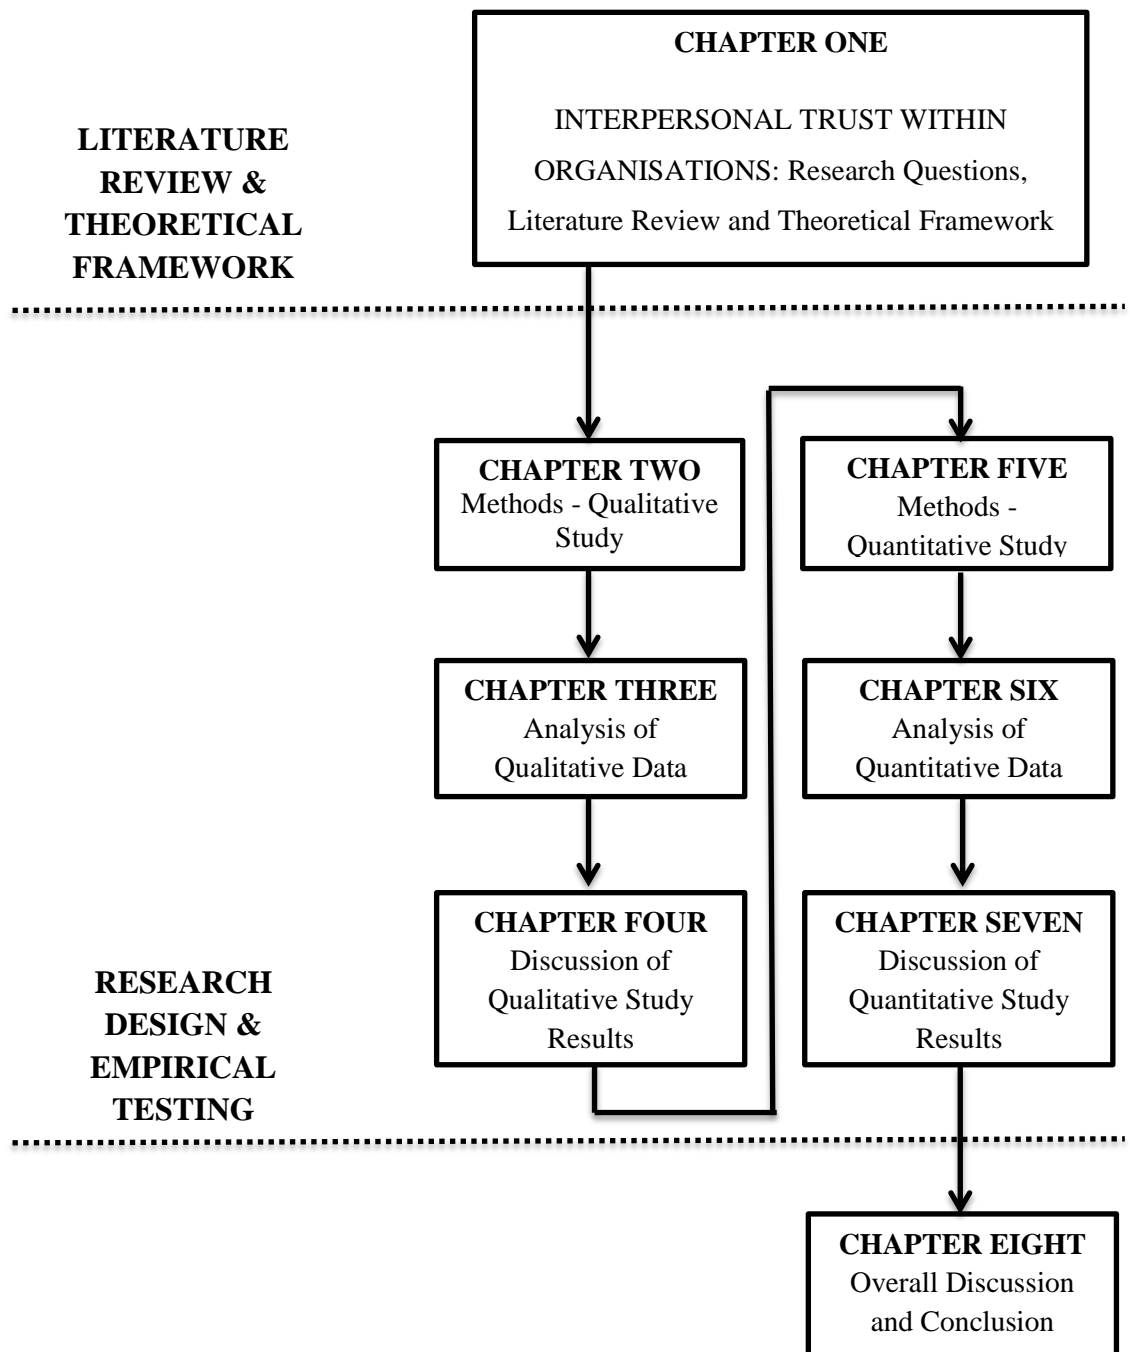 CHAPTER ONE
INTERPERSONAL TRUST WITHIN
ORGANISATIONS: Research Questions,
Literature Review and Theoretical Framework
LITERATURE
REVIEW &
THEORETICAL
FRAMEWORK
CHAPTER TWO
Methods - Qualitative
Study
CHAPTER THREE
Analysis of
Qualitative Data
CHAPTER FOUR
Discussion of
Qualitative Study
Results
CHAPTER FIVE
Methods -
Quantitative Study
CHAPTER SIX
Analysis of
Quantitative Data
CHAPTER SEVEN
Discussion of
Quantitative Study
Results
RESEARCH
DESIGN &
EMPIRICAL
TESTING
CHAPTER EIGHT
Overall Discussion
and Conclusion